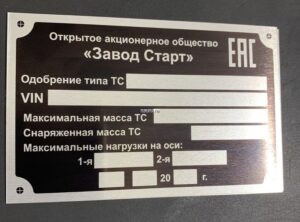 Открытое акционерное общество
«Завод Старт»
EAC
Одобрение типа ТС
VIN
Максимальная масса ТС
Снаряженная масса ТС
Максимальные нагрузки на оси:
1-я 2-я
20 г.